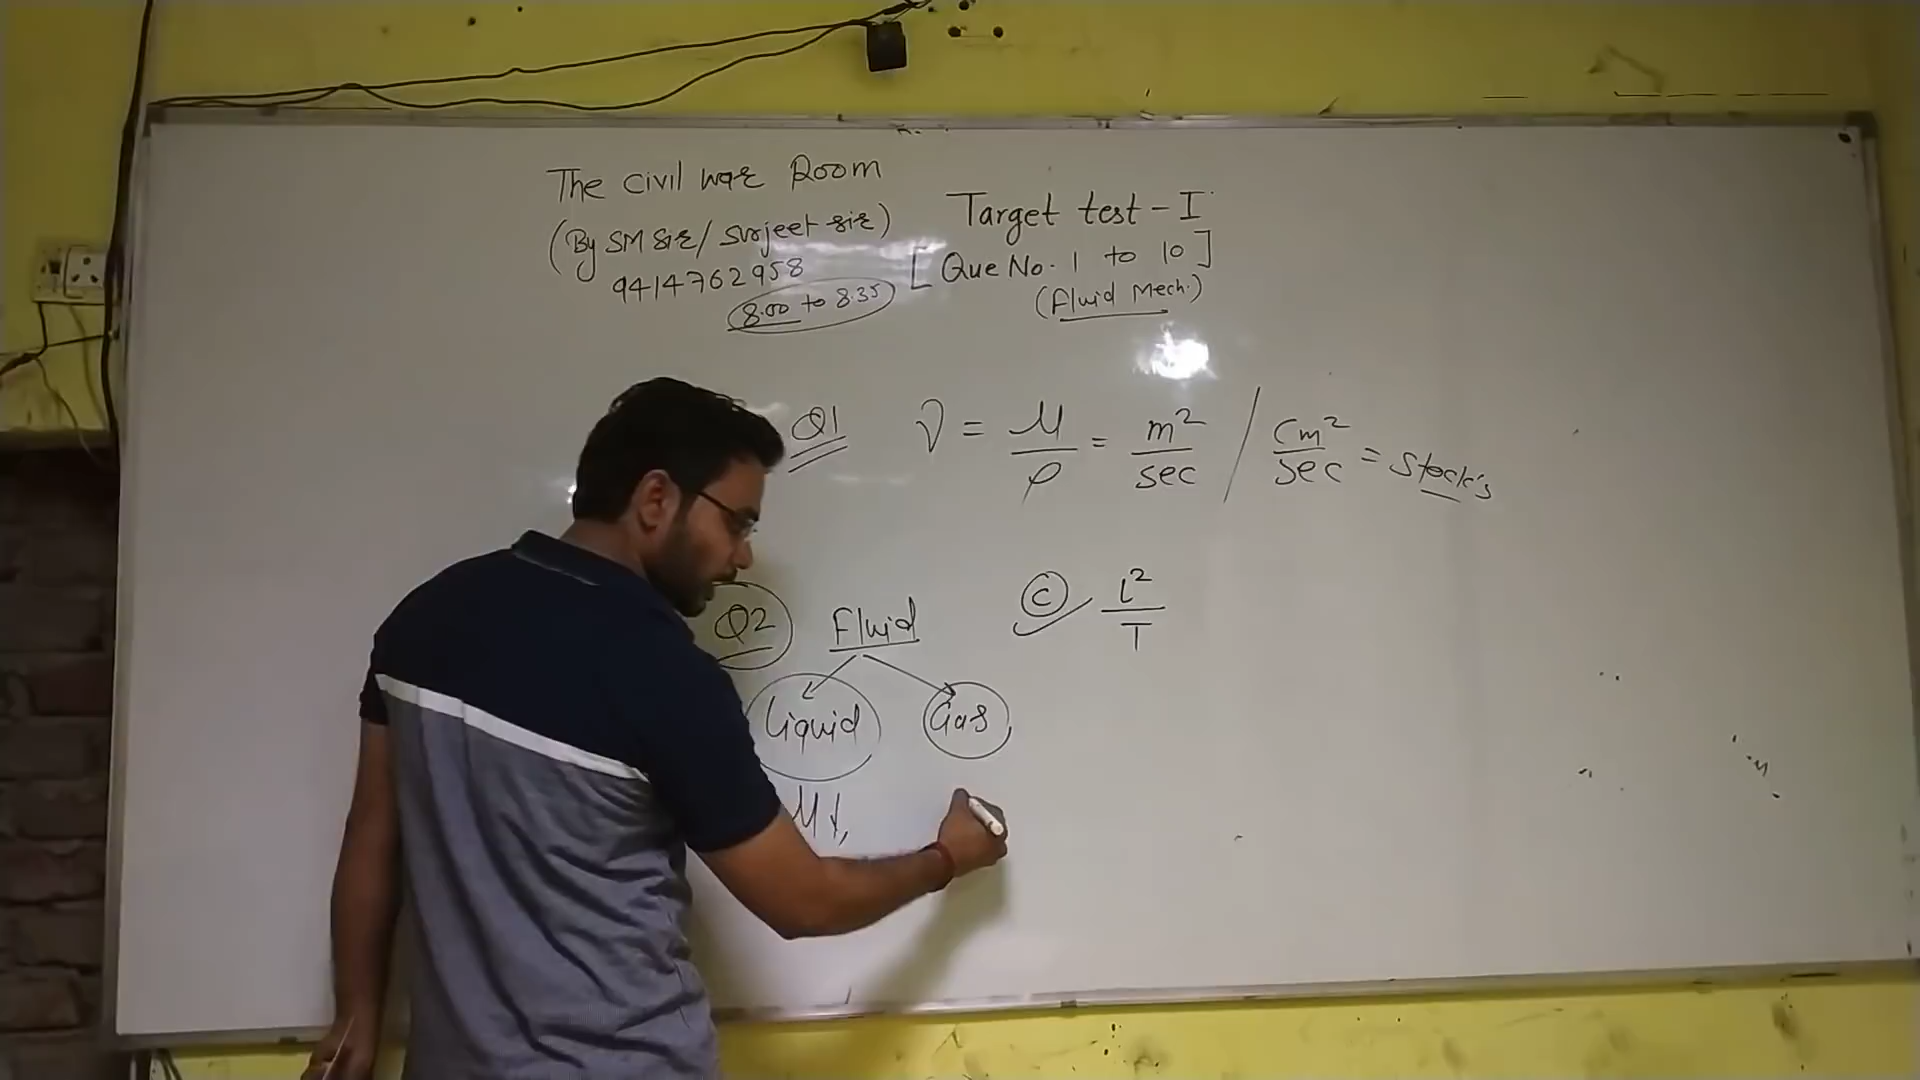 The Civil war Room
(By SM Sir/ Surjeet sir)
9414762958
8.00 to 8.35
Target test - I
[Que No. 1 to 10]
(Fluid Mech.)
Q1 ν = μ/ρ = m²/sec / cm²/sec = Stock's
Q2 Fluid
Liquid Gas
μ↓,
(C) L²/T